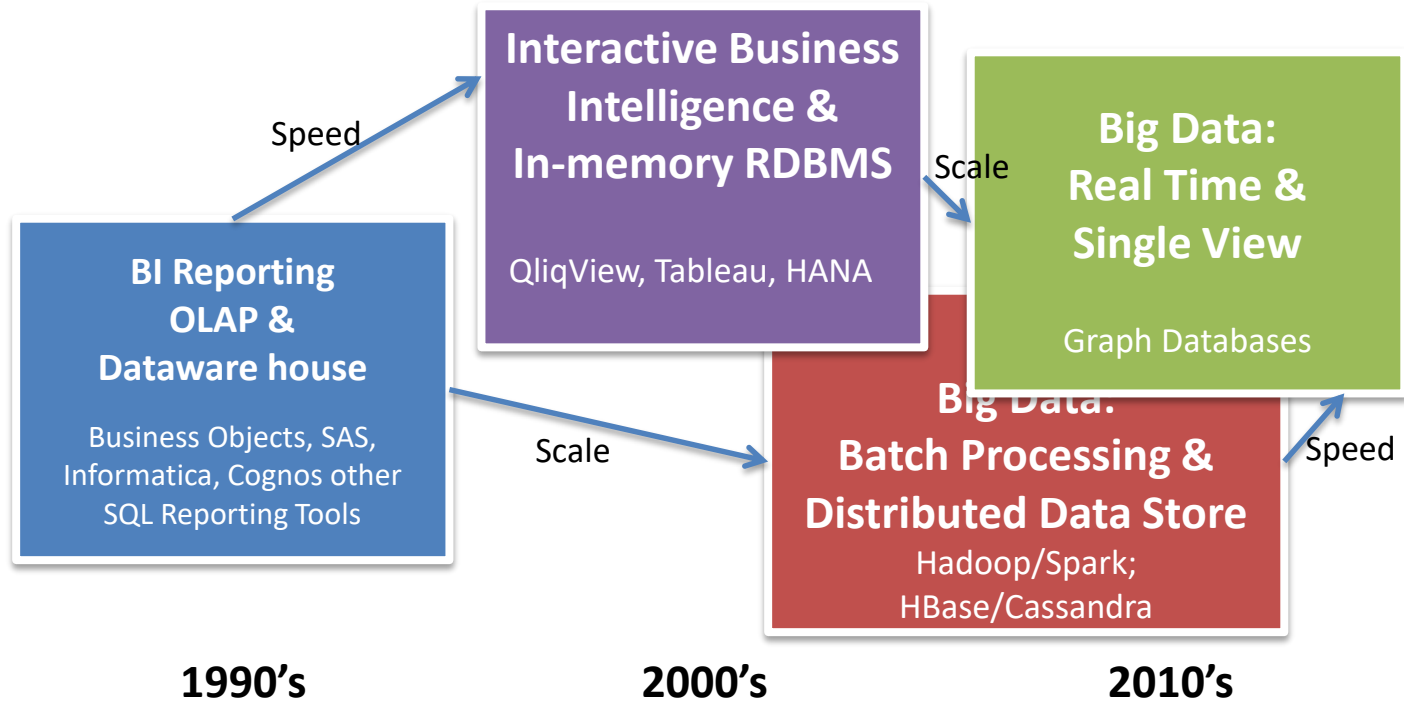 Interactive Business
Intelligence &
In-memory RDBMS
QliqView, Tableau, HANA
Speed
Scale
Big Data:
Real Time &
Single View
Graph Databases
BI Reporting
OLAP &
Dataware house
Business Objects, SAS,
Informatica, Cognos other
SQL Reporting Tools
Scale
Big Data:
Batch Processing &
Distributed Data Store
Hadoop/Spark;
HBase/Cassandra
Speed
1990’s
2000’s
2010’s